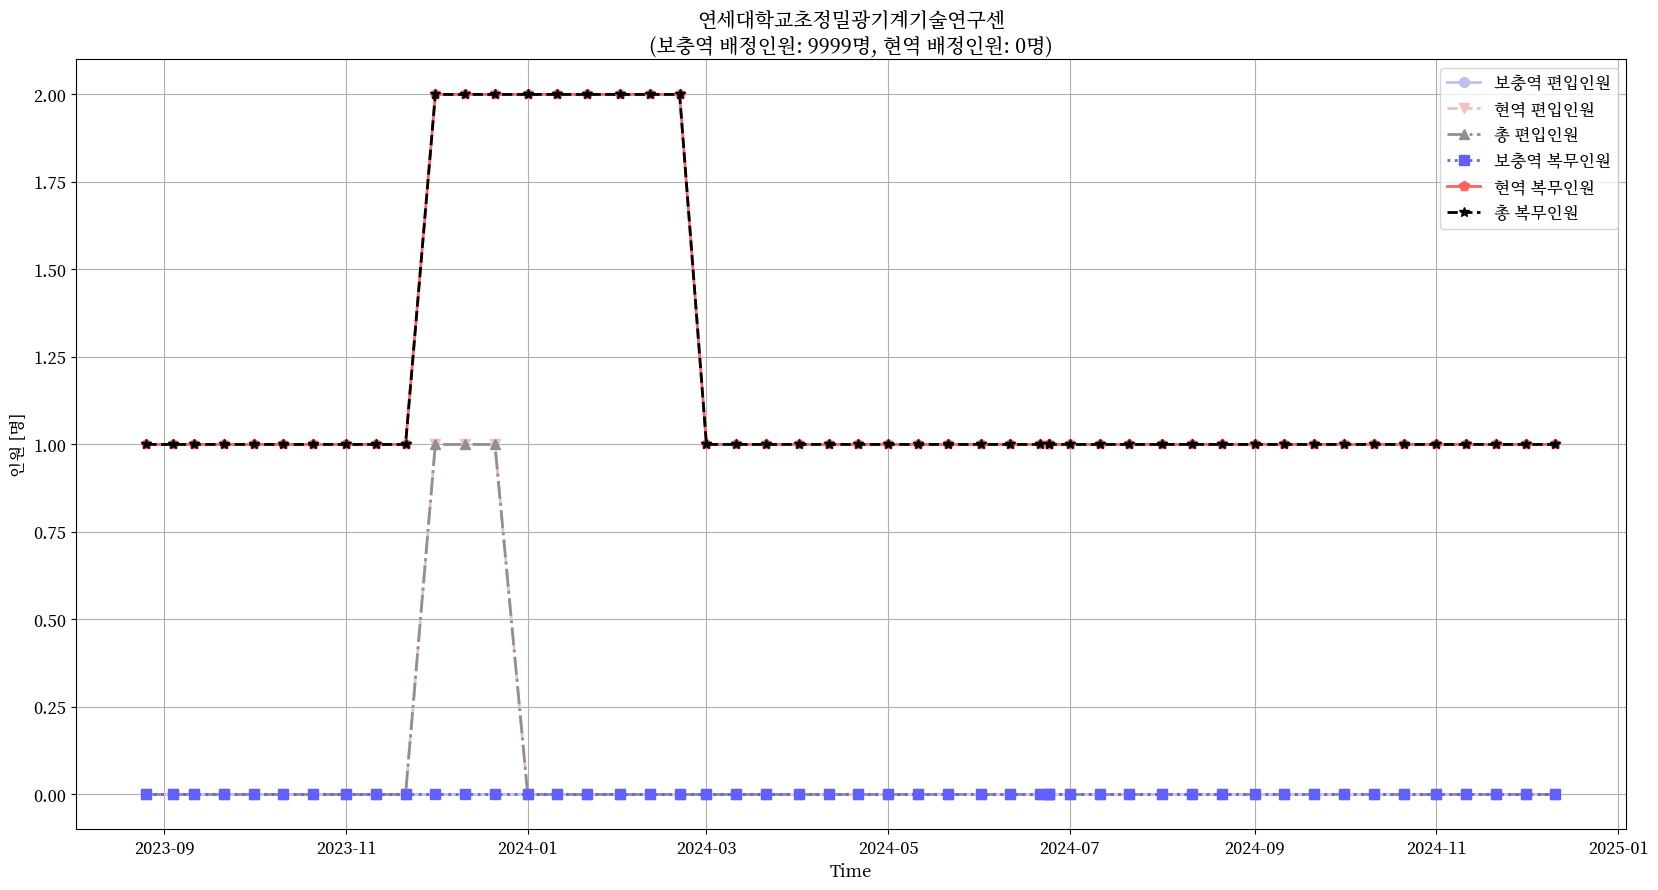 연세대학교초정밀광기계기술연구센
(보충역 배정인원: 9999명, 현역 배정인원: 0명)
보충역 편입인원
현역 편입인원
총 편입인원
보충역 복무인원
현역 복무인원
총 복무인원
2.00
1.75
1.50
1.25
1.00
0.75
0.50
0.25
0.00
인원 [명]
2023-09
2023-11
2024-01
2024-03
2024-05
2024-07
2024-09
2024-11
2025-01
Time